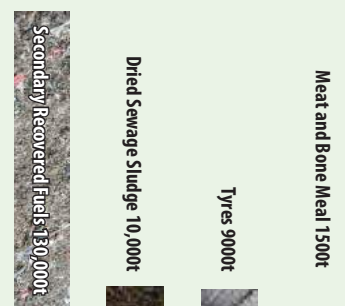 Secondary Recovered Fuels 130,000t
Dried Sewage Sludge 10,000t
Tyres 9000t
Meat and Bone Meal 1500t